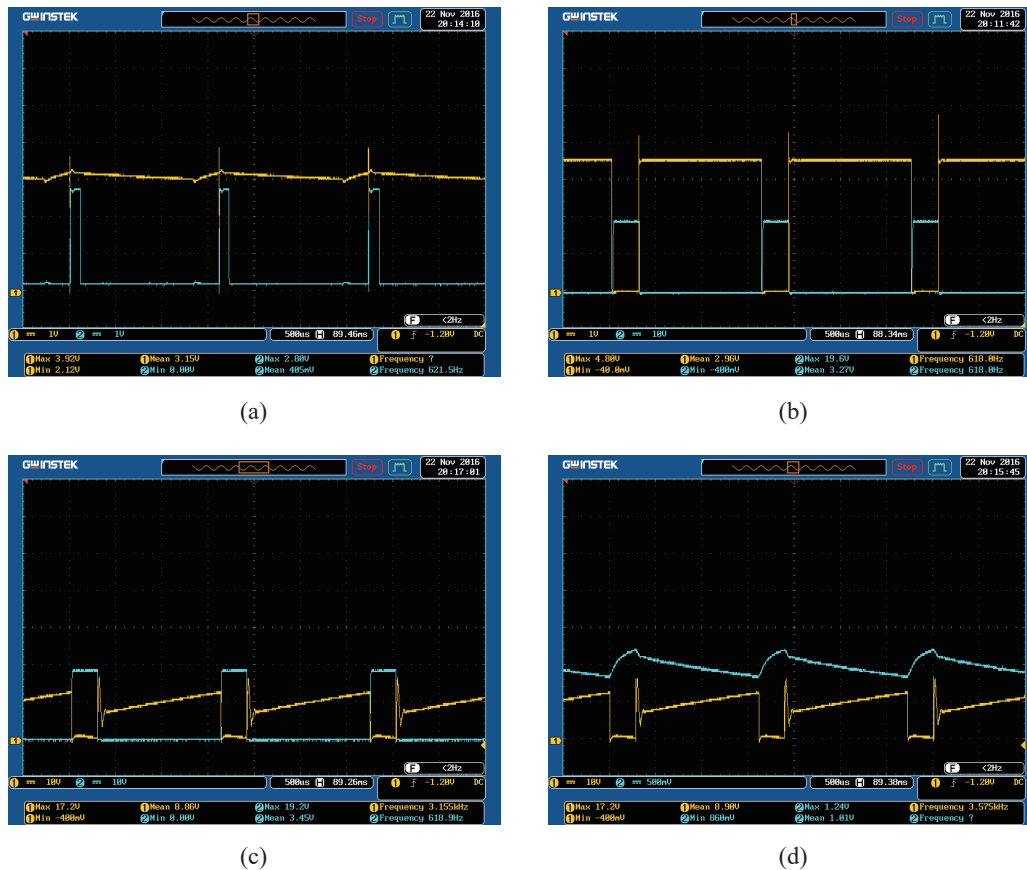 GWINSTEK Stop 22 Nov 2016
20:14:10
1
F <2Hz
1 1V 2 1V 500us H 89.46ms 1 -1.20V DC
1 Max 3.92V 1 Mean 3.15V 2 Max 2.80V 1 Frequency ?
1 Min 2.12V 2 Min 0.00V 2 Mean 405mV 2 Frequency 621.5Hz
(a)
GWINSTEK Stop 22 Nov 2016
20:11:42
1
F <2Hz
1 1V 2 10V 500us H 88.34ms 1 -1.20V DC
1 Max 4.80V 1 Mean 2.96V 2 Max 19.6V 1 Frequency 618.0Hz
1 Min -40.0mV 2 Min -400mV 2 Mean 3.27V 2 Frequency 618.0Hz
(b)
GWINSTEK Stop 22 Nov 2016
20:17:01
1
F <2Hz
1 10V 2 10V 500us H 89.26ms 1 -1.20V DC
1 Max 17.2V 1 Mean 8.86V 2 Max 19.2V 1 Frequency 3.155kHz
1 Min -400mV 2 Min 0.00V 2 Mean 3.45V 2 Frequency 618.9Hz
(c)
GWINSTEK Stop 22 Nov 2016
20:15:45
1
F <2Hz
1 10V 2 500mV 500us H 89.38ms 1 -1.20V DC
1 Max 17.2V 1 Mean 8.90V 2 Max 1.24V 1 Frequency 3.575kHz
1 Min -400mV 2 Min 860mV 2 Mean 1.01V 2 Frequency ?
(d)